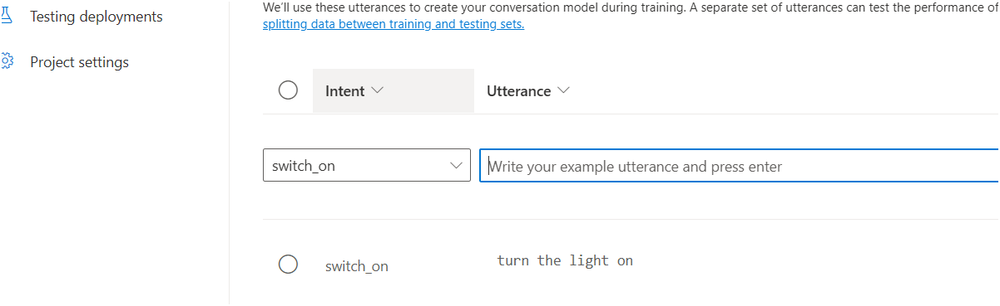 Testing deployments
Project settings
We'll use these utterances to create your conversation model during training. A separate set of utterances can test the performance of
splitting data between training and testing sets.
Intent Utterance
switch_on Write your example utterance and press enter
switch_on turn the light on